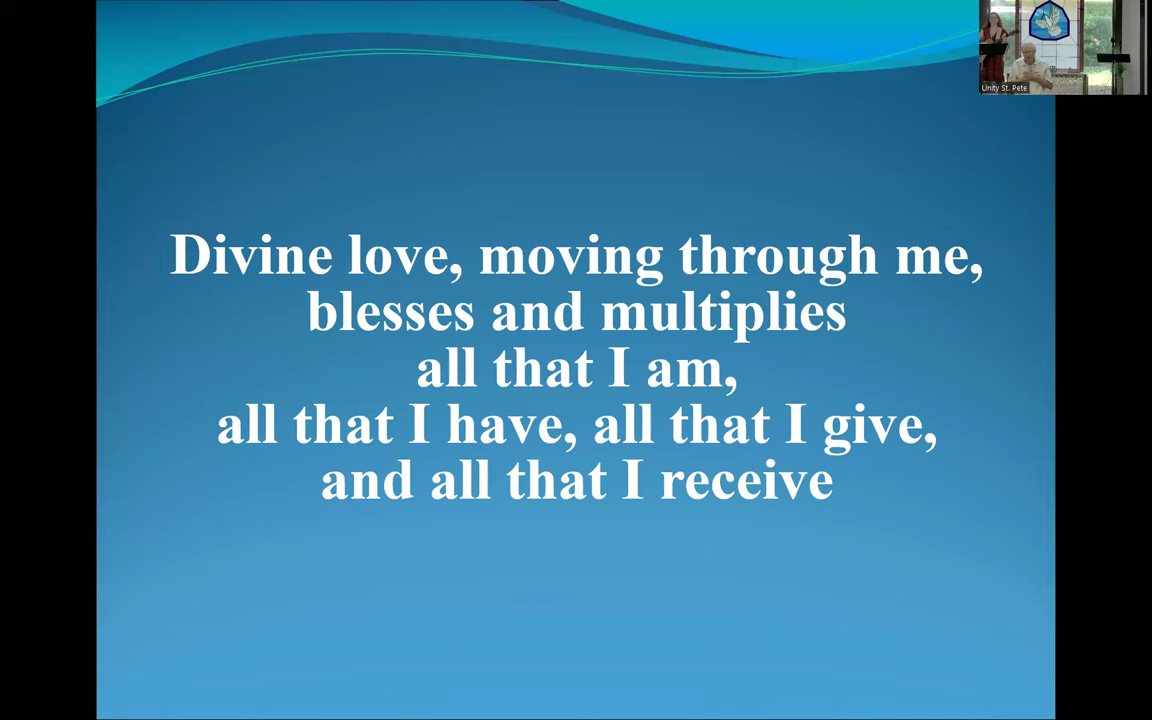 Unity St. Pete
Divine love, moving through me,
blesses and multiplies
all that I am,
all that I have, all that I give,
and all that I receive